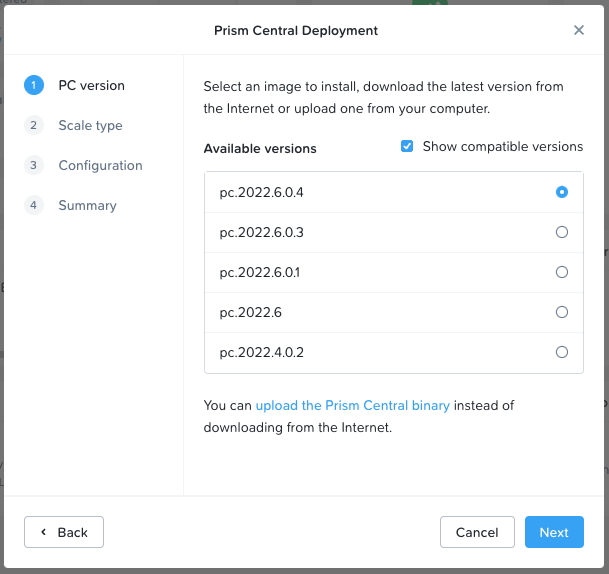 Prism Central Deployment
1 PC version
2 Scale type
3 Configuration
4 Summary
Select an image to install, download the latest version from
the Internet or upload one from your computer.
Available versions
Show compatible versions
pc.2022.6.0.4
pc.2022.6.0.3
pc.2022.6.0.1
pc.2022.6
pc.2022.4.0.2
You can upload the Prism Central binary instead of
downloading from the Internet.
Back
Cancel
Next